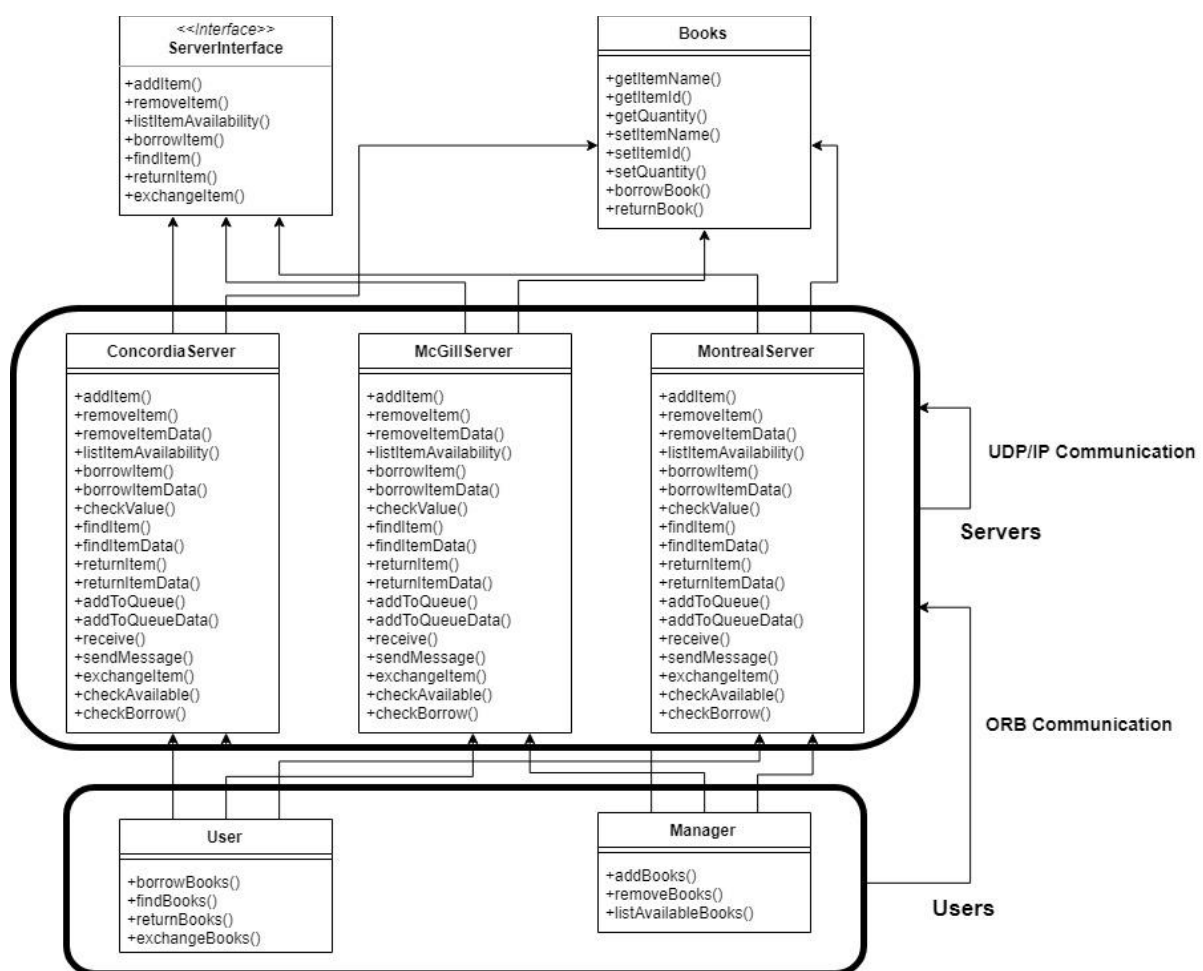 <<Interface>>
ServerInterface
+addItem()
+removeItem()
+listItemAvailability()
+borrowItem()
+findItem()
+returnItem()
+exchangeItem()
Books
+getItemName()
+getItemId()
+getQuantity()
+setItemName()
+setItemId()
+setQuantity()
+borrowBook()
+returnBook()
ConcordiaServer
+addItem()
+removeItem()
+removeItemData()
+listItemAvailability()
+borrowItem()
+borrowItemData()
+checkValue()
+findItem()
+findItemData()
+returnItem()
+returnItemData()
+addToQueue()
+addToQueueData()
+receive()
+sendMessage()
+exchangeItem()
+checkAvailable()
+checkBorrow()
McGillServer
+addItem()
+removeItem()
+removeItemData()
+listItemAvailability()
+borrowItem()
+borrowItemData()
+checkValue()
+findItem()
+findItemData()
+returnItem()
+returnItemData()
+addToQueue()
+addToQueueData()
+receive()
+sendMessage()
+exchangeItem()
+checkAvailable()
+checkBorrow()
MontrealServer
+addItem()
+removeItem()
+removeItemData()
+listItemAvailability()
+borrowItem()
+borrowItemData()
+checkValue()
+findItem()
+findItemData()
+returnItem()
+returnItemData()
+addToQueue()
+addToQueueData()
+receive()
+sendMessage()
+exchangeItem()
+checkAvailable()
+checkBorrow()
UDP/IP Communication
Servers
ORB Communication
User
+borrowBooks()
+findBooks()
+returnBooks()
+exchangeBooks()
Manager
+addBooks()
+removeBooks()
+listAvailableBooks()
Users